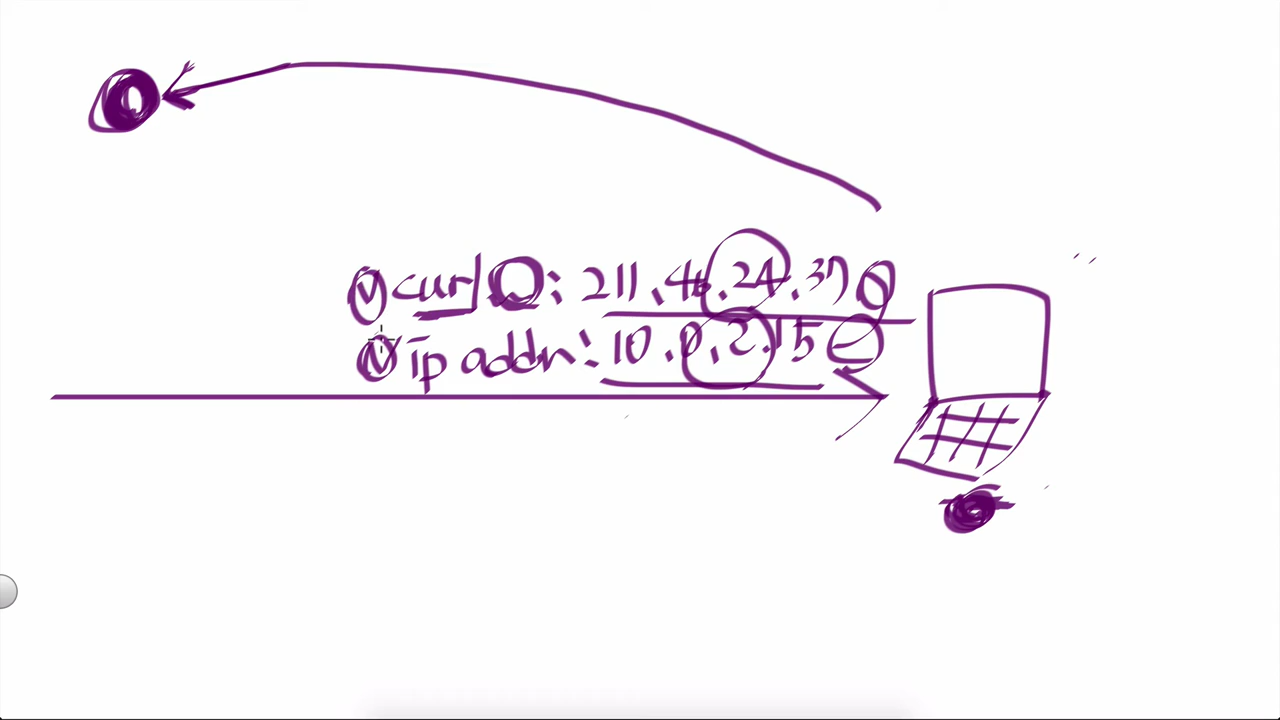 curl : 211.46.24.37
ip addr : 10.0.2.15